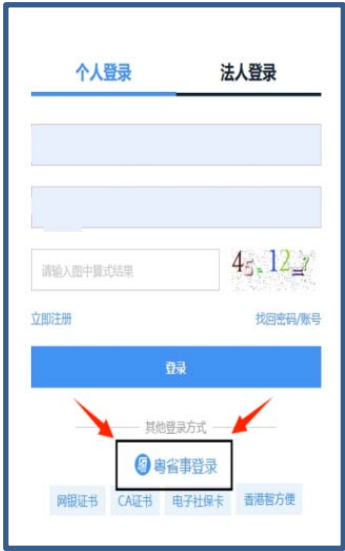 个人登录 法人登录
请输入图中算式结果
立即注册 找回密码/账号
登录
其他登录方式
粤省事登录
网银证书 CA证书 电子社保卡 香港智方便